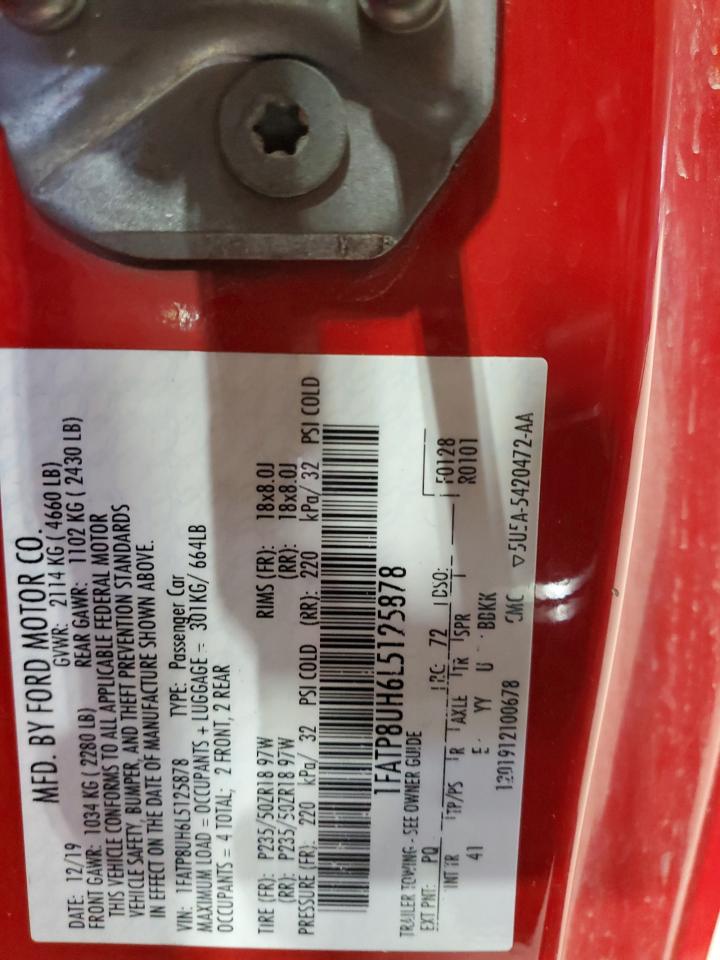 MFD. BY FORD MOTOR CO.
DATE: 12/19 GVWR: 2114 KG ( 4660 LB)
FRONT GAWR: 1034 KG ( 2280 LB) REAR GAWR: 1102 KG ( 2430 LB)
THIS VEHICLE CONFORMS TO ALL APPLICABLE FEDERAL MOTOR
VEHICLE SAFETY, BUMPER, AND THEFT PREVENTION STANDARDS
IN EFFECT ON THE DATE OF MANUFACTURE SHOWN ABOVE.
VIN: 1FATP8UH6L5125878 TYPE: Passenger Car
MAXIMUM LOAD = OCCUPANTS + LUGGAGE = 301KG/ 664LB
OCCUPANTS = 4 TOTAL; 2 FRONT, 2 REAR
TIRE (FR): P235/50ZR18 97W RIMS (FR): 18x8.0J
(RR): P235/50ZR18 97W (RR): 18x8.0J
PRESSURE (FR): 220 kPa/ 32 PSI COLD (RR): 220 kPa/ 32 PSI COLD
1FATP8UH6L5125878
TRAILER TOWING - SEE OWNER GUIDE
EXT PNT: PQ RC: 72 DSO: F0128
INT TR TP/PS R AXLE TR SPR R0101
41 E YY U BBKK
1201912100678 5U5A-5420472-AA